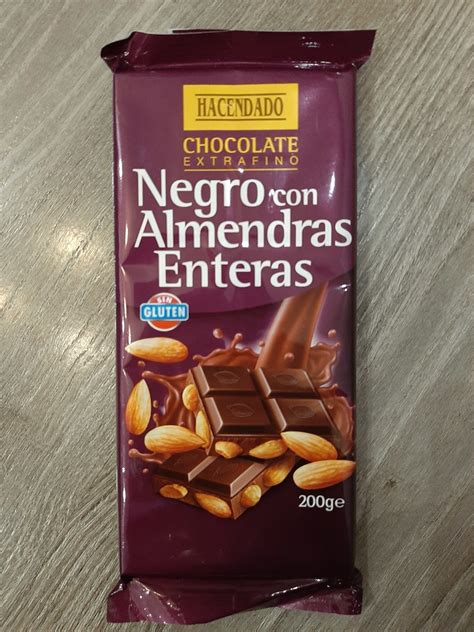 HACENDADO
CHOCOLATE
EXTRAFINO
Negro con
Almendras
Enteras
SIN
GLUTEN
200g℮